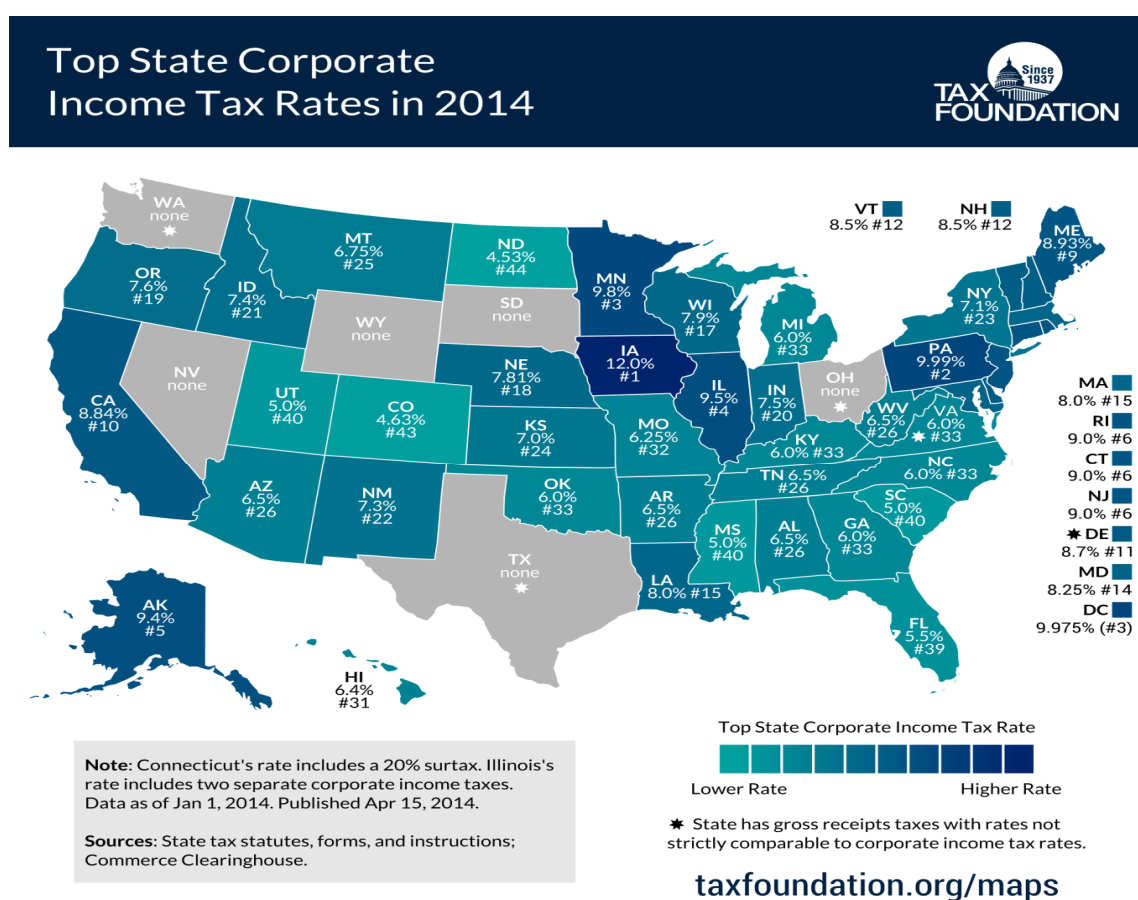 Top State Corporate
Income Tax Rates in 2014
Since
1937
TAX
FOUNDATION
WA
none
OR
7.6%
#19
CA
8.84%
#10
NV
none
ID
7.4%
#21
MT
6.75%
#25
WY
none
UT
5.0%
#40
CO
4.63%
#43
AZ
6.5%
#26
NM
7.3%
#22
ND
4.53%
#44
SD
none
NE
7.81%
#18
KS
7.0%
#24
OK
6.0%
#33
TX
none
MN
9.8%
#3
IA
12.0%
#1
MO
6.25%
#32
AR
6.5%
#26
LA
8.0% #15
WI
7.9%
#17
IL
9.5%
#4
MI
6.0%
#33
IN
7.5%
#20
OH
none
KY
6.0% #33
TN 6.5%
#26
MS
5.0%
#40
AL
6.5%
#26
GA
6.0%
#33
FL
5.5%
#39
SC
5.0%
#40
NC
6.0% #33
WV
6.5%
#26
VA
6.0%
#33
PA
9.99%
#2
NY
7.1%
#23
VT
8.5% #12
NH
8.5% #12
ME
8.93%
#9
MA
8.0% #15
RI
9.0% #6
CT
9.0% #6
NJ
9.0% #6
DE
8.7% #11
MD
8.25% #14
DC
9.975% (#3)
AK
9.4%
#5
HI
6.4%
#31
Note: Connecticut's rate includes a 20% surtax. Illinois's
rate includes two separate corporate income taxes.
Data as of Jan 1, 2014. Published Apr 15, 2014.
Sources: State tax statutes, forms, and instructions;
Commerce Clearinghouse.
Top State Corporate Income Tax Rate
Lower Rate
Higher Rate
State has gross receipts taxes with rates not
strictly comparable to corporate income tax rates.
taxfoundation.org/maps